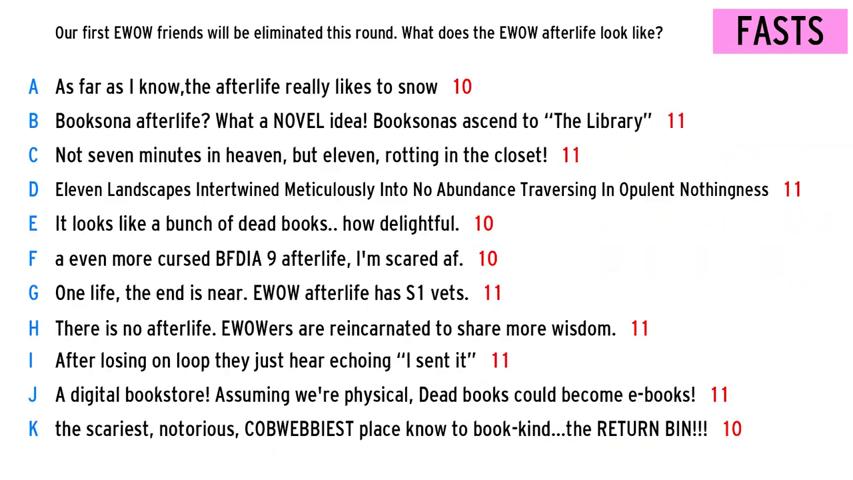 Our first EWOW friends will be eliminated this round. What does the EWOW afterlife look like?
FASTS
A As far as I know,the afterlife really likes to snow 10
B Booksona afterlife? What a NOVEL idea! Booksonas ascend to “The Library” 11
C Not seven minutes in heaven, but eleven, rotting in the closet! 11
D Eleven Landscapes Intertwined Meticulously Into No Abundance Traversing In Opulent Nothingness 11
E It looks like a bunch of dead books.. how delightful. 10
F a even more cursed BFDIA 9 afterlife, I'm scared af. 10
G One life, the end is near. EWOW afterlife has S1 vets. 11
H There is no afterlife. EWOWers are reincarnated to share more wisdom. 11
I After losing on loop they just hear echoing “I sent it” 11
J A digital bookstore! Assuming we're physical, Dead books could become e-books! 11
K the scariest, notorious, COBWEBBIEST place know to book-kind...the RETURN BIN!!! 10